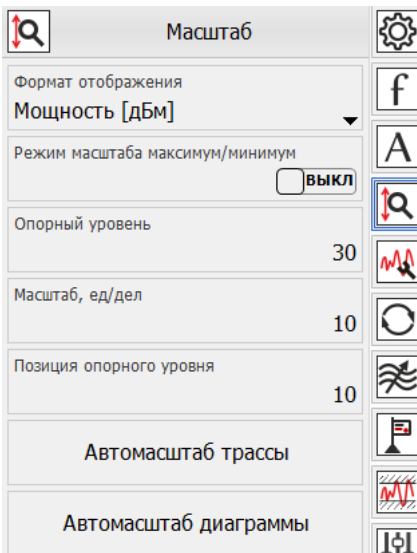 Масштаб
Формат отображения
Мощность [дБм]
Режим масштаба максимум/минимум
ВЫКЛ
Опорный уровень
30
Масштаб, ед/дел
10
Позиция опорного уровня
10
Автомасштаб трассы
Автомасштаб диаграммы
f
A